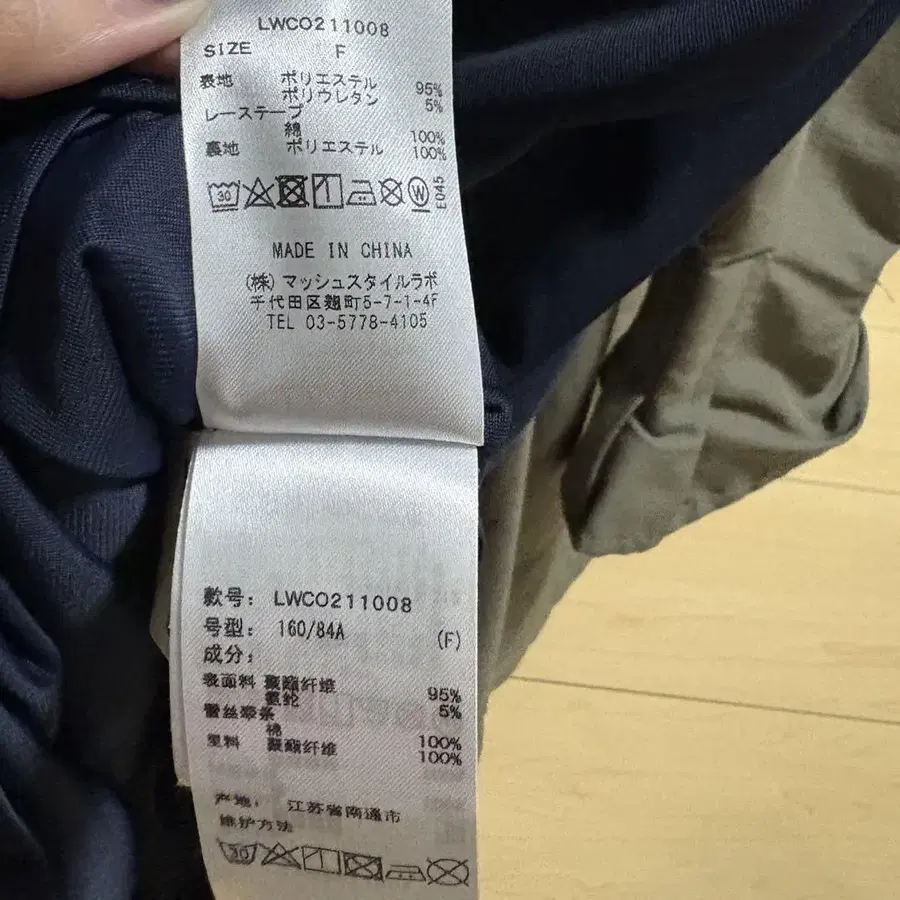 LWCO211008
SIZE F
表地 ポリエステル 95%
ポリウレタン 5%
レーステープ
綿 100%
裏地 ポリエステル 100%
30
W
E045
MADE IN CHINA
(株) マッシュスタイルラボ
千代田区麹町5-7-1-4F
TEL 03-5778-4105
款号: LWCO211008
号型: 160/84A (F)
成分:
表面料 聚酯纤维 95%
氨纶 5%
蕾丝带条
棉 100%
里料 聚酯纤维 100%
产地: 江苏省南通市
维护方法
30